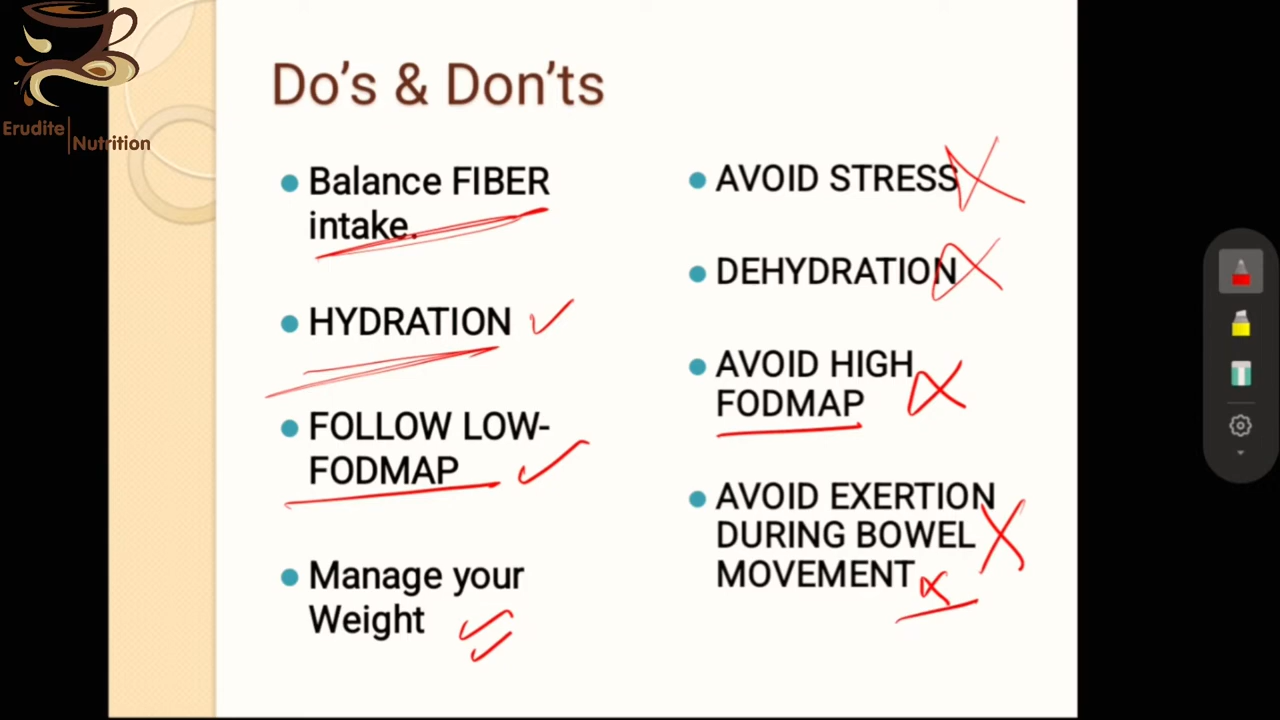 Erudite
Nutrition
Do's & Don'ts
Balance FIBER
intake.
HYDRATION
FOLLOW LOW-
FODMAP
Manage your
Weight
AVOID STRESS
DEHYDRATION
AVOID HIGH
FODMAP
AVOID EXERTION
DURING BOWEL
MOVEMENT